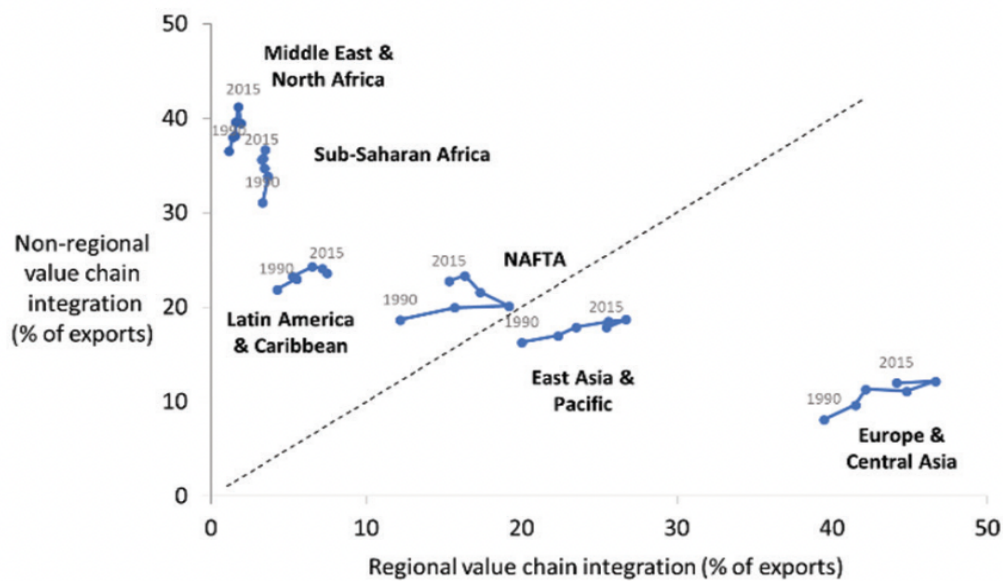 50
Middle East &
North Africa
2015
40
1990
2015
Sub-Saharan Africa
1990
30
Non-regional
value chain
integration
(% of exports)
1990
2015
2015
NAFTA
20
1990
Latin America
& Caribbean
1990
2015
East Asia &
Pacific
10
2015
1990
Europe &
Central Asia
0
0
10
20
30
40
50
Regional value chain integration (% of exports)